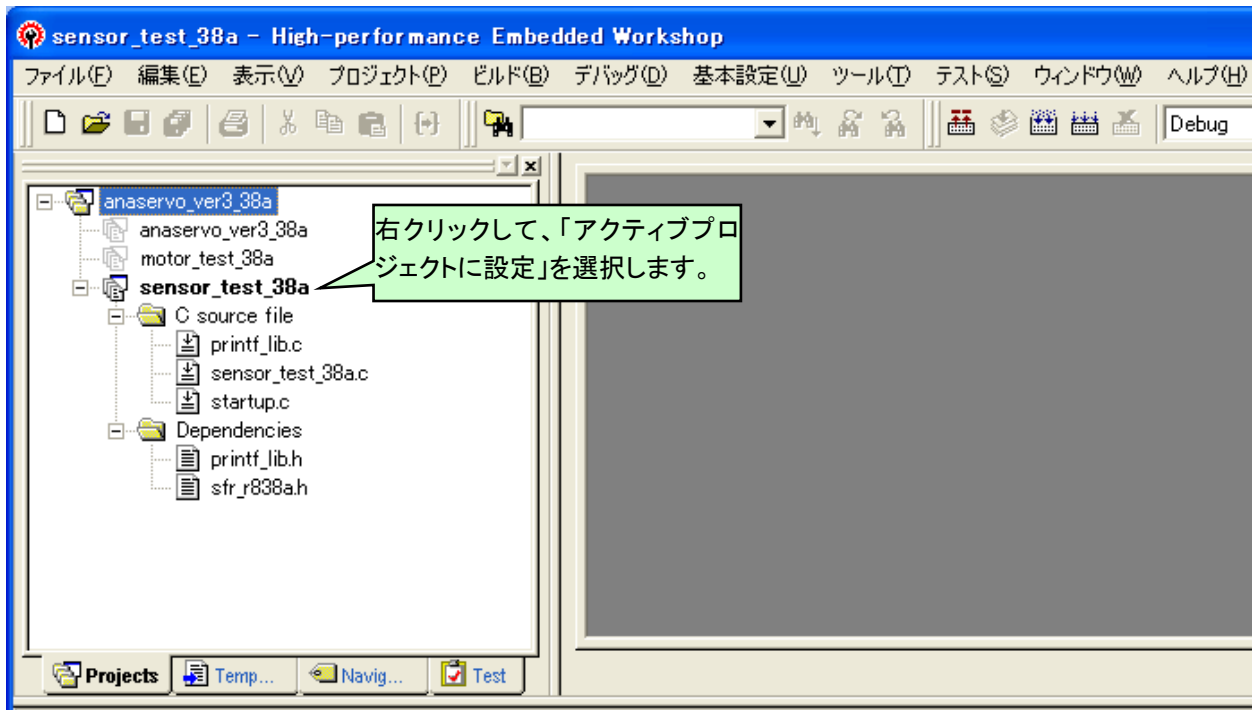 sensor_test_38a - High-performance Embedded Workshop
ファイル(F) 編集(E) 表示(V) プロジェクト(P) ビルド(B) デバッグ(D) 基本設定(U) ツール(T) テスト(S) ウィンドウ(W) ヘルプ(H)
Debug
anaservo_ver3_38a
anaservo_ver3_38a
motor_test_38a
sensor_test_38a
右クリックして、「アクティブプロ
ジェクトに設定」を選択します。
C source file
printf_lib.c
sensor_test_38a.c
startup.c
Dependencies
printf_lib.h
sfr_r838a.h
Projects Temp... Navig... Test